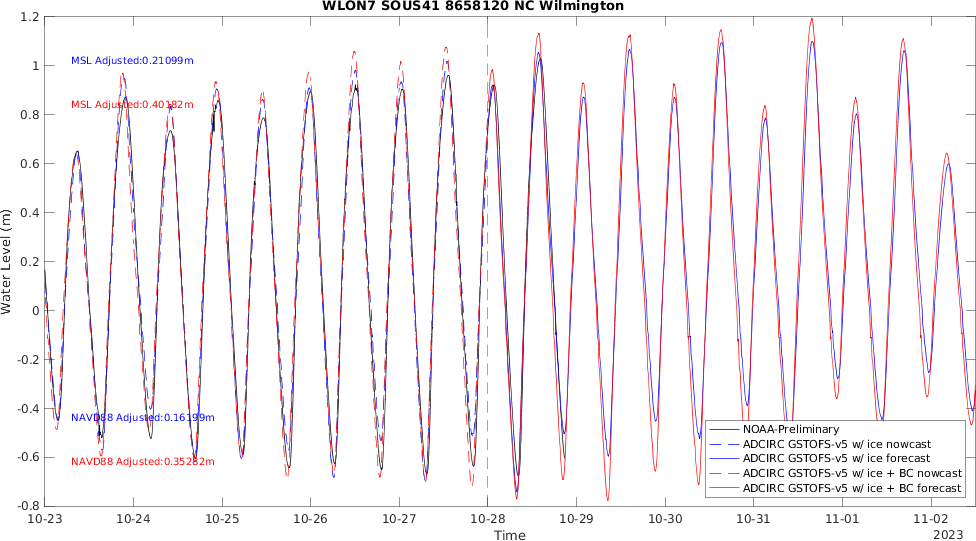 WLON7 SOUS41 8658120 NC Wilmington
1.2
1
0.8
0.6
0.4
0.2
0
-0.2
-0.4
-0.6
-0.8
Water Level (m)
MSL Adjusted:0.21099m
MSL Adjusted:0.40182m
NAVD88 Adjusted:0.16199m
NAVD88 Adjusted:0.35282m
NOAA-Preliminary
ADCIRC GSTOFS-v5 w/ ice nowcast
ADCIRC GSTOFS-v5 w/ ice forecast
ADCIRC GSTOFS-v5 w/ ice + BC nowcast
ADCIRC GSTOFS-v5 w/ ice + BC forecast
10-23 10-24 10-25 10-26 10-27 10-28 10-29 10-30 10-31 11-01 11-02
Time
2023